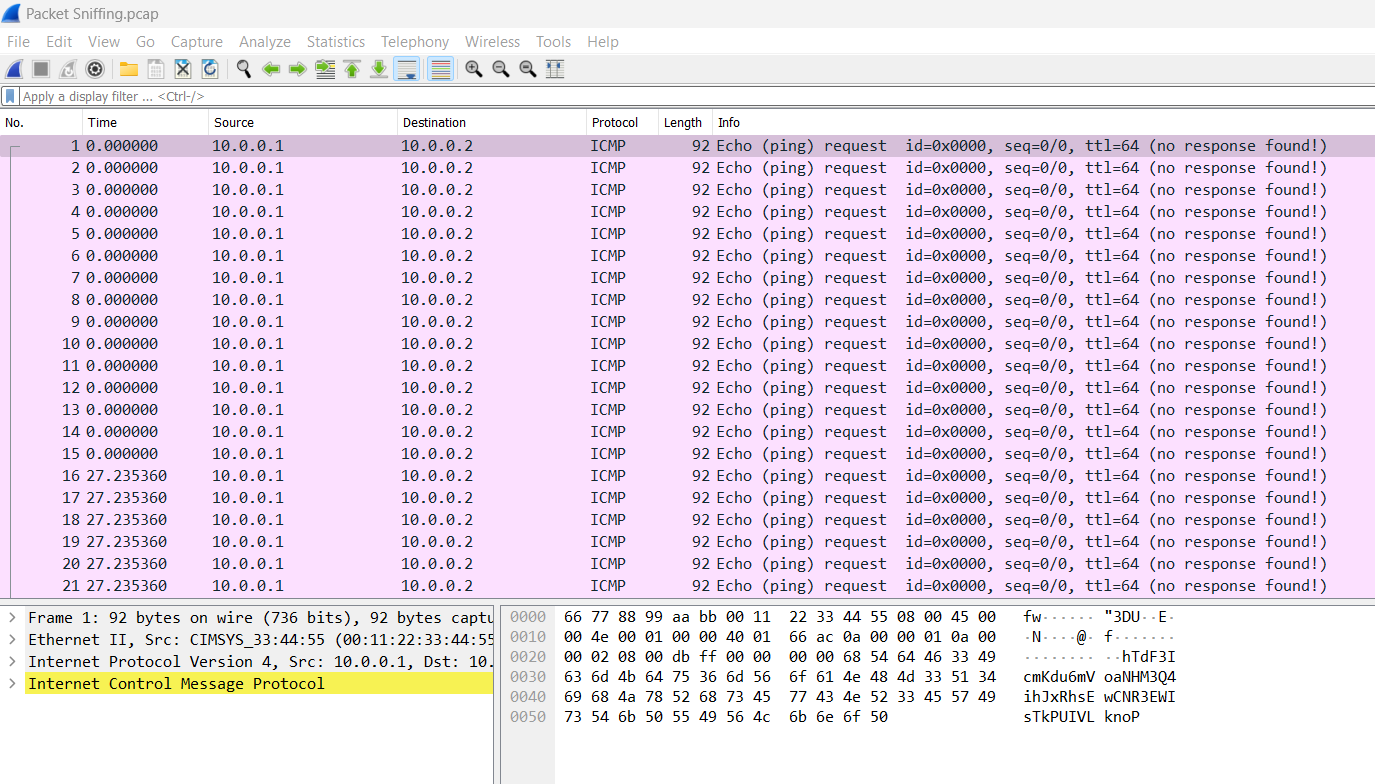 Packet Sniffing.pcap
File Edit View Go Capture Analyze Statistics Telephony Wireless Tools Help
Apply a display filter ... <Ctrl-/>
No. Time Source Destination Protocol Length Info
1 0.000000 10.0.0.1 10.0.0.2 ICMP 92 Echo (ping) request id=0x0000, seq=0/0, ttl=64 (no response found!)
2 0.000000 10.0.0.1 10.0.0.2 ICMP 92 Echo (ping) request id=0x0000, seq=0/0, ttl=64 (no response found!)
3 0.000000 10.0.0.1 10.0.0.2 ICMP 92 Echo (ping) request id=0x0000, seq=0/0, ttl=64 (no response found!)
4 0.000000 10.0.0.1 10.0.0.2 ICMP 92 Echo (ping) request id=0x0000, seq=0/0, ttl=64 (no response found!)
5 0.000000 10.0.0.1 10.0.0.2 ICMP 92 Echo (ping) request id=0x0000, seq=0/0, ttl=64 (no response found!)
6 0.000000 10.0.0.1 10.0.0.2 ICMP 92 Echo (ping) request id=0x0000, seq=0/0, ttl=64 (no response found!)
7 0.000000 10.0.0.1 10.0.0.2 ICMP 92 Echo (ping) request id=0x0000, seq=0/0, ttl=64 (no response found!)
8 0.000000 10.0.0.1 10.0.0.2 ICMP 92 Echo (ping) request id=0x0000, seq=0/0, ttl=64 (no response found!)
9 0.000000 10.0.0.1 10.0.0.2 ICMP 92 Echo (ping) request id=0x0000, seq=0/0, ttl=64 (no response found!)
10 0.000000 10.0.0.1 10.0.0.2 ICMP 92 Echo (ping) request id=0x0000, seq=0/0, ttl=64 (no response found!)
11 0.000000 10.0.0.1 10.0.0.2 ICMP 92 Echo (ping) request id=0x0000, seq=0/0, ttl=64 (no response found!)
12 0.000000 10.0.0.1 10.0.0.2 ICMP 92 Echo (ping) request id=0x0000, seq=0/0, ttl=64 (no response found!)
13 0.000000 10.0.0.1 10.0.0.2 ICMP 92 Echo (ping) request id=0x0000, seq=0/0, ttl=64 (no response found!)
14 0.000000 10.0.0.1 10.0.0.2 ICMP 92 Echo (ping) request id=0x0000, seq=0/0, ttl=64 (no response found!)
15 0.000000 10.0.0.1 10.0.0.2 ICMP 92 Echo (ping) request id=0x0000, seq=0/0, ttl=64 (no response found!)
16 27.235360 10.0.0.1 10.0.0.2 ICMP 92 Echo (ping) request id=0x0000, seq=0/0, ttl=64 (no response found!)
17 27.235360 10.0.0.1 10.0.0.2 ICMP 92 Echo (ping) request id=0x0000, seq=0/0, ttl=64 (no response found!)
18 27.235360 10.0.0.1 10.0.0.2 ICMP 92 Echo (ping) request id=0x0000, seq=0/0, ttl=64 (no response found!)
19 27.235360 10.0.0.1 10.0.0.2 ICMP 92 Echo (ping) request id=0x0000, seq=0/0, ttl=64 (no response found!)
20 27.235360 10.0.0.1 10.0.0.2 ICMP 92 Echo (ping) request id=0x0000, seq=0/0, ttl=64 (no response found!)
21 27.235360 10.0.0.1 10.0.0.2 ICMP 92 Echo (ping) request id=0x0000, seq=0/0, ttl=64 (no response found!)
Frame 1: 92 bytes on wire (736 bits), 92 bytes captu
Ethernet II, Src: CIMSYS_33:44:55 (00:11:22:33:44:55
Internet Protocol Version 4, Src: 10.0.0.1, Dst: 10.
Internet Control Message Protocol
0000 66 77 88 99 aa bb 00 11 22 33 44 55 08 00 45 00 fw······ "3DU··E·
0010 00 4e 00 01 00 00 40 01 66 ac 0a 00 00 01 0a 00 ·N····@· f·······
0020 00 02 08 00 db ff 00 00 00 00 68 54 64 46 33 49 ········ ··hTdF3I
0030 63 6d 4b 64 75 36 6d 56 6f 61 4e 48 4d 33 51 34 cmKdu6mV oaNHM3Q4
0040 69 68 4a 78 52 68 73 45 77 43 4e 52 33 45 57 49 ihJxRhsE wCNR3EWI
0050 73 54 6b 50 55 49 56 4c 6b 6e 6f 50 sTkPUIVL knoP